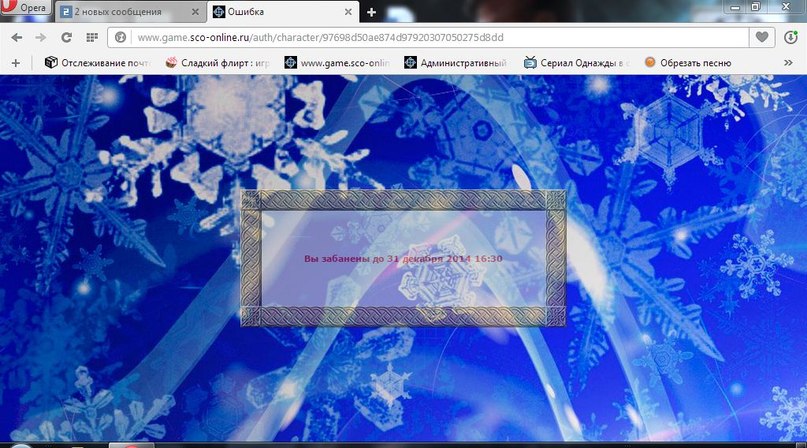 Opera
2 новых сообщения
Ошибка
www.game.sco-online.ru/auth/character/97698d50ae874d97920307050275d8dd
Отслеживание почт
Сладкий флирт : игр
www.game.sco-onlin
Административный
Сериал Однажды в с
Обрезать песню
Вы забанены до 31 декабря 2014 16:30